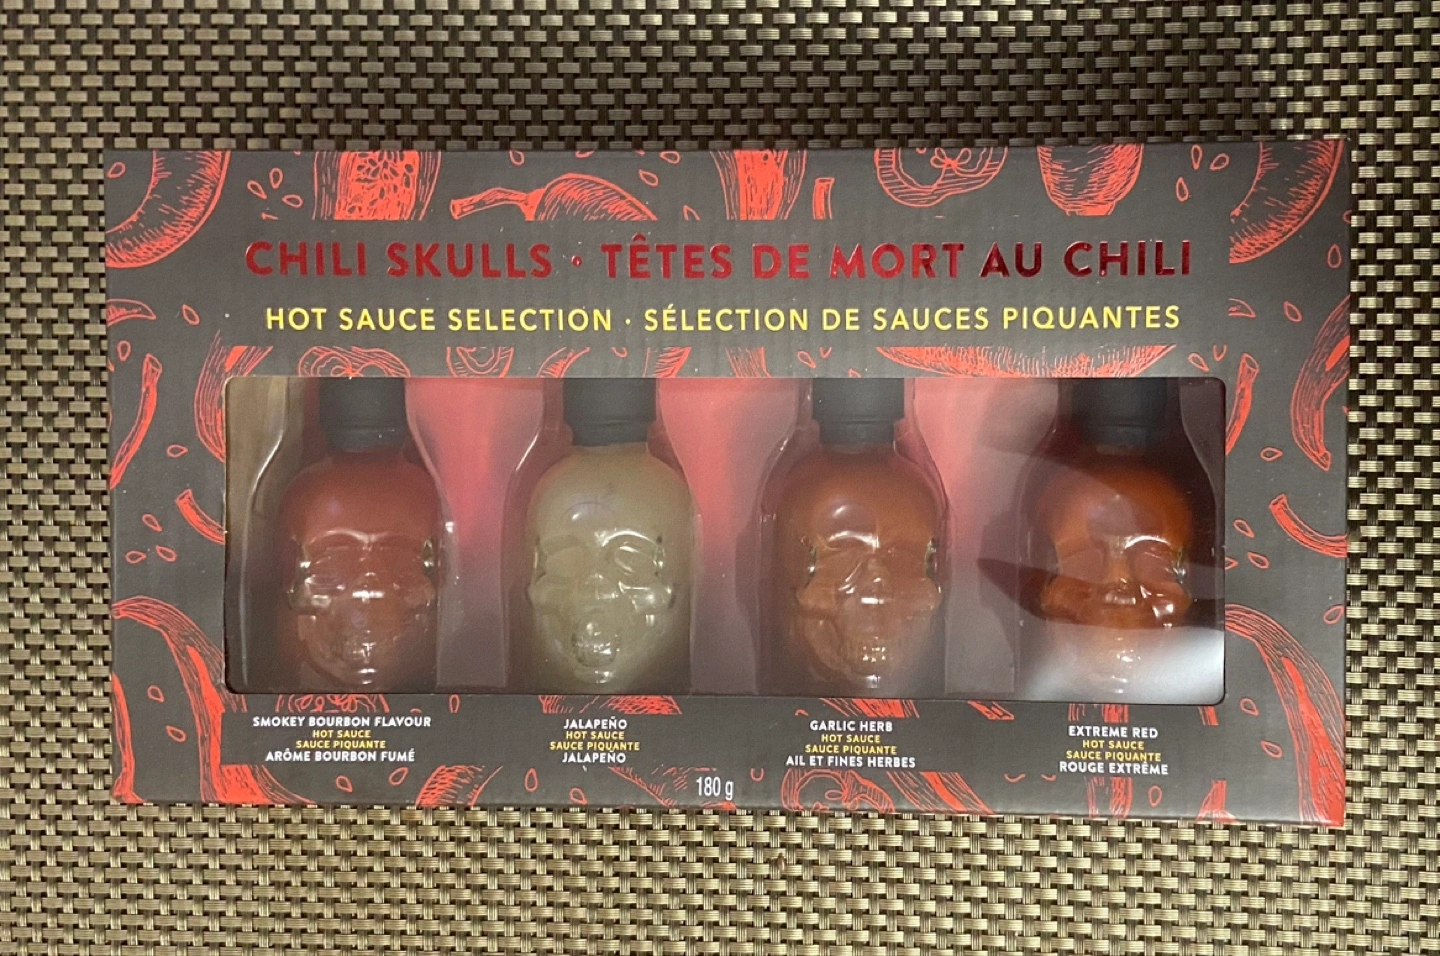 CHILI SKULLS · TÊTES DE MORT AU CHILI
HOT SAUCE SELECTION · SÉLECTION DE SAUCES PIQUANTES
SMOKEY BOURBON FLAVOUR
HOT SAUCE
SAUCE PIQUANTE
ARÔME BOURBON FUMÉ
JALAPEÑO
HOT SAUCE
SAUCE PIQUANTE
JALAPEÑO
GARLIC HERB
HOT SAUCE
SAUCE PIQUANTE
AIL ET FINES HERBES
EXTREME RED
HOT SAUCE
SAUCE PIQUANTE
ROUGE EXTRÊME
180 g